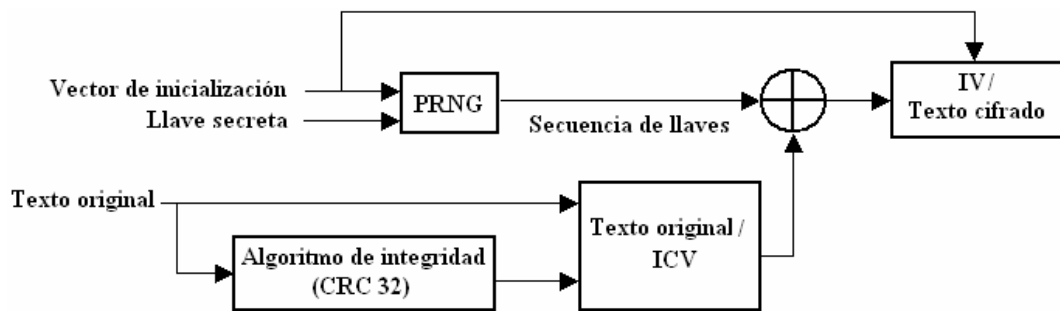 Vector de inicialización
Llave secreta
PRNG
Secuencia de llaves
IV/
Texto cifrado
Texto original
Algoritmo de integridad
(CRC 32)
Texto original /
ICV